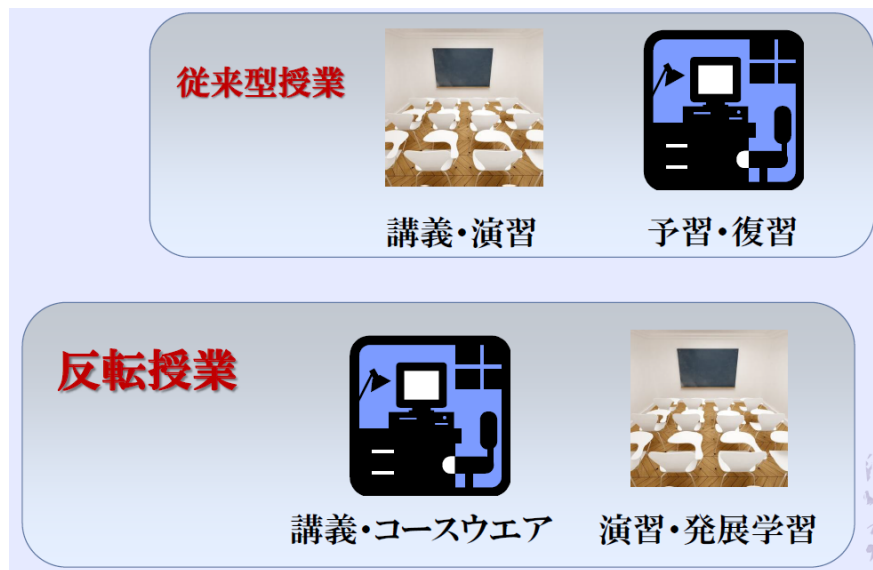 従来型授業
講義・演習
予習・復習
反転授業
講義・コースウエア
演習・発展学習